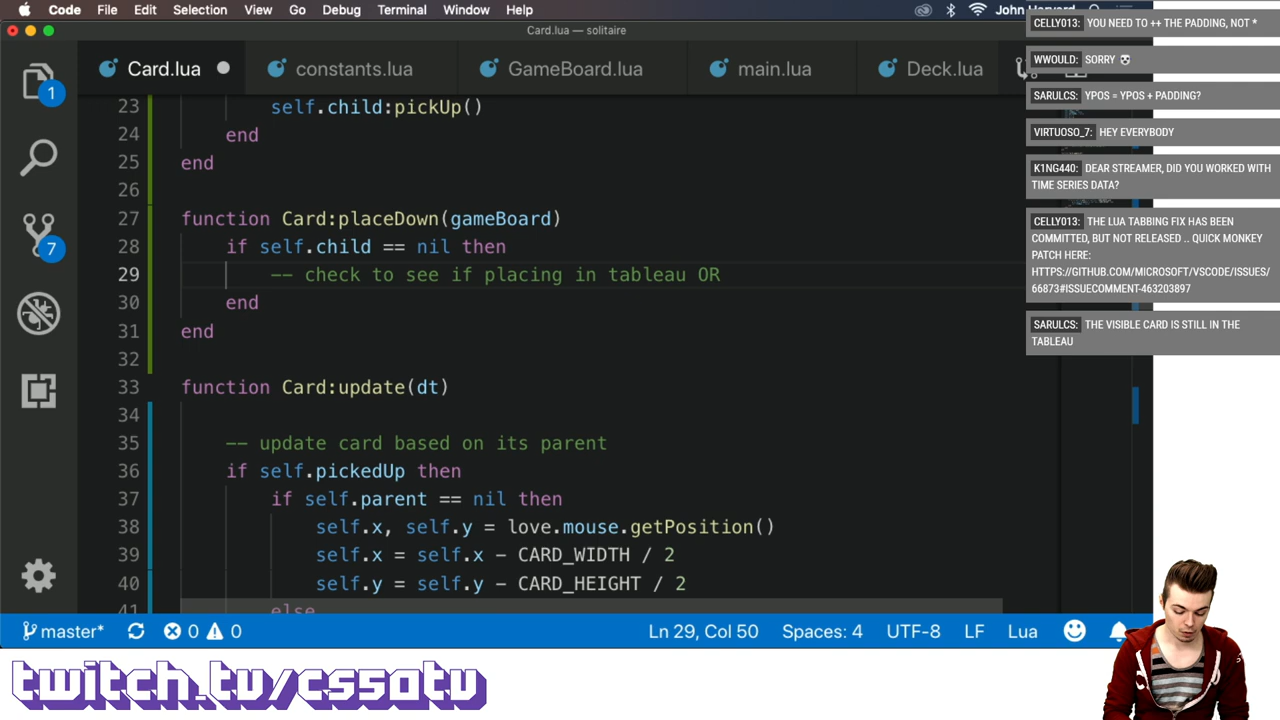 Code File Edit Selection View Go Debug Terminal Window Help
Card.lua — solitaire
Card.lua constants.lua GameBoard.lua main.lua Deck.lua
23 self.child:pickUp()
24 end
25 end
26
27 function Card:placeDown(gameBoard)
28 if self.child == nil then
29 -- check to see if placing in tableau OR
30 end
31 end
32
33 function Card:update(dt)
34
35 -- update card based on its parent
36 if self.pickedUp then
37 if self.parent == nil then
38 self.x, self.y = love.mouse.getPosition()
39 self.x = self.x - CARD_WIDTH / 2
40 self.y = self.y - CARD_HEIGHT / 2
41 else
1
7
master* 0 0 Ln 29, Col 50 Spaces: 4 UTF-8 LF Lua
CELLY013: YOU NEED TO ++ THE PADDING, NOT *
WWOULD: SORRY
SARULCS: YPOS = YPOS + PADDING?
VIRTUOSO_7: HEY EVERYBODY
K1NG440: DEAR STREAMER, DID YOU WORKED WITH
TIME SERIES DATA?
CELLY013: THE LUA TABBING FIX HAS BEEN
COMMITTED, BUT NOT RELEASED .. QUICK MONKEY
PATCH HERE:
HTTPS://GITHUB.COM/MICROSOFT/VSCODE/ISSUES/
66873#ISSUECOMMENT-463203897
SARULCS: THE VISIBLE CARD IS STILL IN THE
TABLEAU
twitch.tv/cs50tv